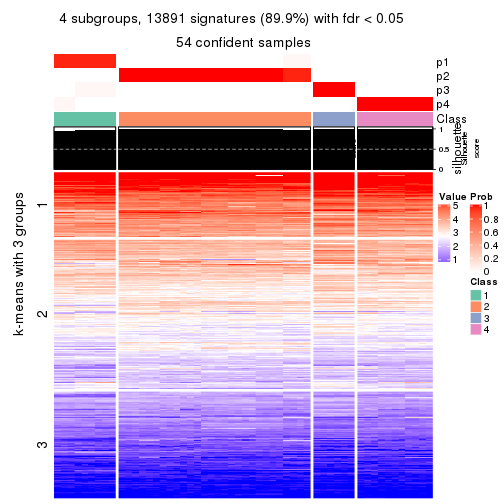 4 subgroups, 13891 signatures (89.9%) with fdr < 0.05
54 confident samples
p1
p2
p3
p4
Class
silhouette
Silhouette
score
1
0.5
0
k-means with 3 groups
1
2
3
Value
5
4
3
2
1
Prob
1
0.8
0.6
0.4
0.2
0
Class
1
2
3
4